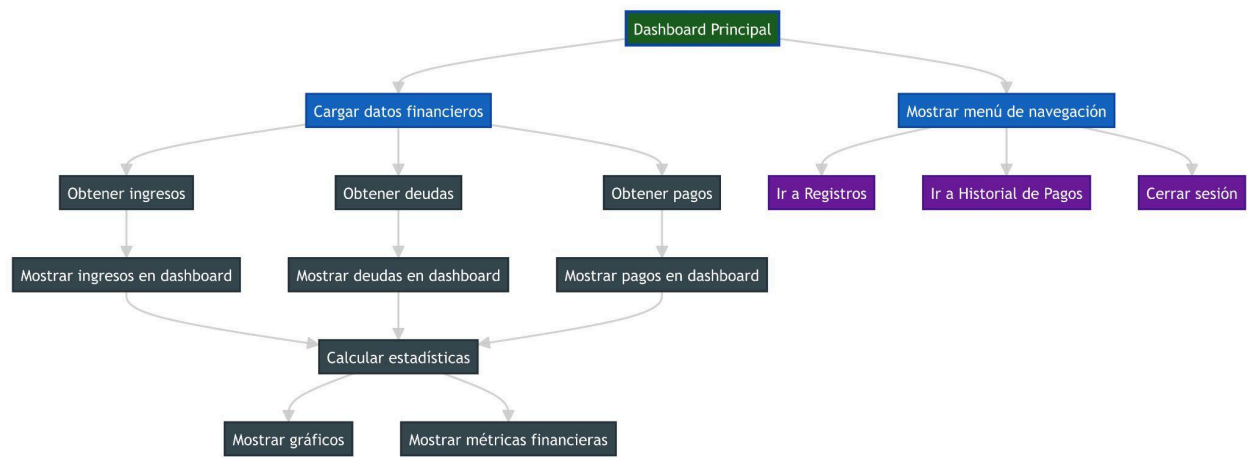 Dashboard Principal
Cargar datos financieros
Mostrar menú de navegación
Obtener ingresos
Obtener deudas
Obtener pagos
Ir a Registros
Ir a Historial de Pagos
Cerrar sesión
Mostrar ingresos en dashboard
Mostrar deudas en dashboard
Mostrar pagos en dashboard
Calcular estadísticas
Mostrar gráficos
Mostrar métricas financieras